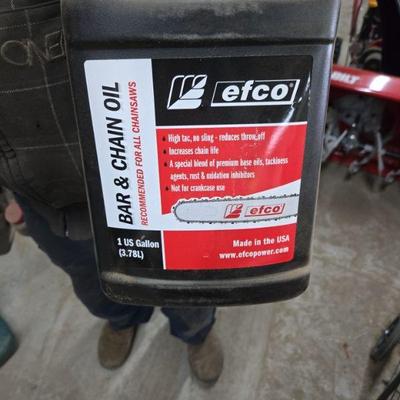 BAR & CHAIN OIL
RECOMMENDED FOR ALL CHAINSAWS
efco
• High tac, no sling - reduces throw off
• Increases chain life
• A special blend of premium base oils, tackiness
agents, rust & oxidation inhibitors
• Not for crankcase use
efco
1 US Gallon
(3.78L)
Made in the USA
www.efcopower.com
ONE